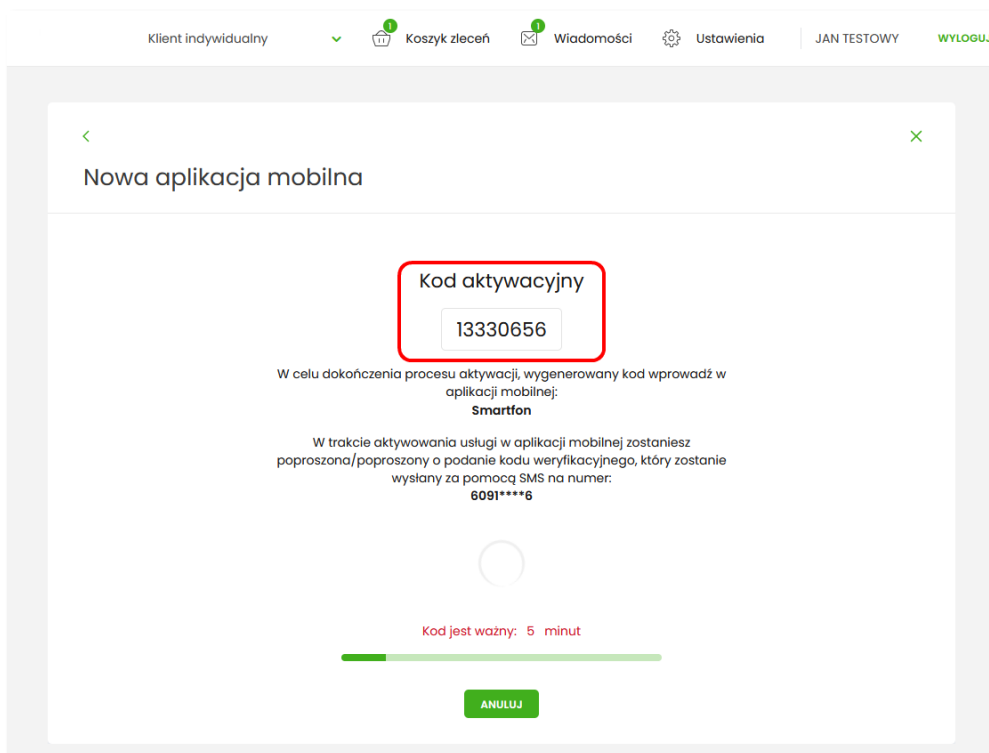 Klient indywidualny
1
Koszyk zleceń
1
Wiadomości
Ustawienia
JAN TESTOWY
WYLOGUJ
Nowa aplikacja mobilna
Kod aktywacyjny
13330656
W celu dokończenia procesu aktywacji, wygenerowany kod wprowadź w
aplikacji mobilnej:
Smartfon
W trakcie aktywowania usługi w aplikacji mobilnej zostaniesz
poproszona/poproszony o podanie kodu weryfikacyjnego, który zostanie
wysłany za pomocą SMS na numer:
6091****6
Kod jest ważny: 5 minut
ANULUJ